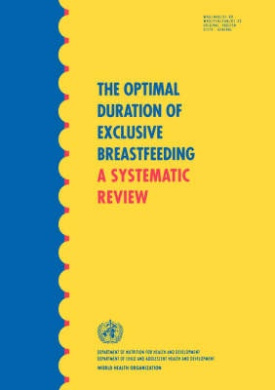 THE OPTIMAL
DURATION OF
EXCLUSIVE
BREASTFEEDING
A SYSTEMATIC
REVIEW
DEPARTMENT OF NUTRITION FOR HEALTH AND DEVELOPMENT
DEPARTMENT OF CHILD AND ADOLESCENT HEALTH AND DEVELOPMENT
WORLD HEALTH ORGANIZATION